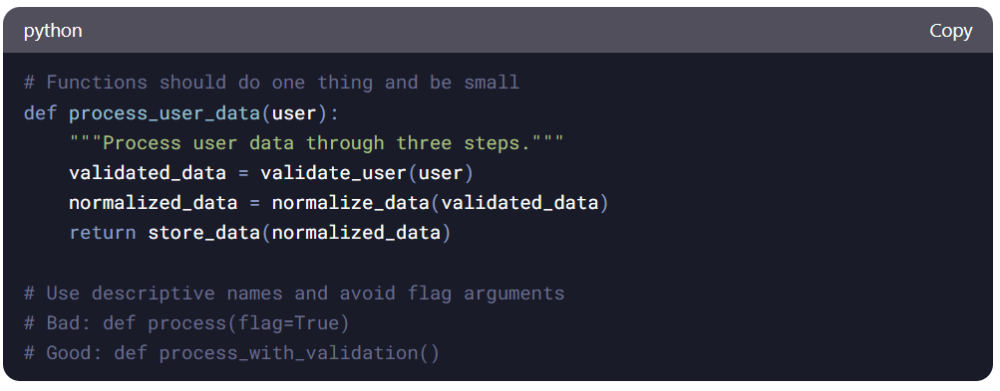 python
Copy
# Functions should do one thing and be small
def process_user_data(user):
    """Process user data through three steps."""
    validated_data = validate_user(user)
    normalized_data = normalize_data(validated_data)
    return store_data(normalized_data)

# Use descriptive names and avoid flag arguments
# Bad: def process(flag=True)
# Good: def process_with_validation()